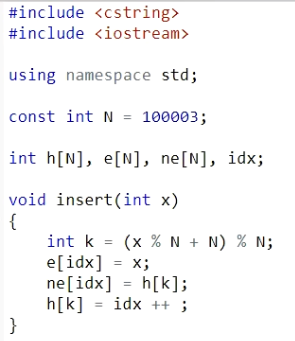 #include <cstring>
#include <iostream>
using namespace std;
const int N = 100003;
int h[N], e[N], ne[N], idx;
void insert(int x)
{
    int k = (x % N + N) % N;
    e[idx] = x;
    ne[idx] = h[k];
    h[k] = idx ++ ;
}